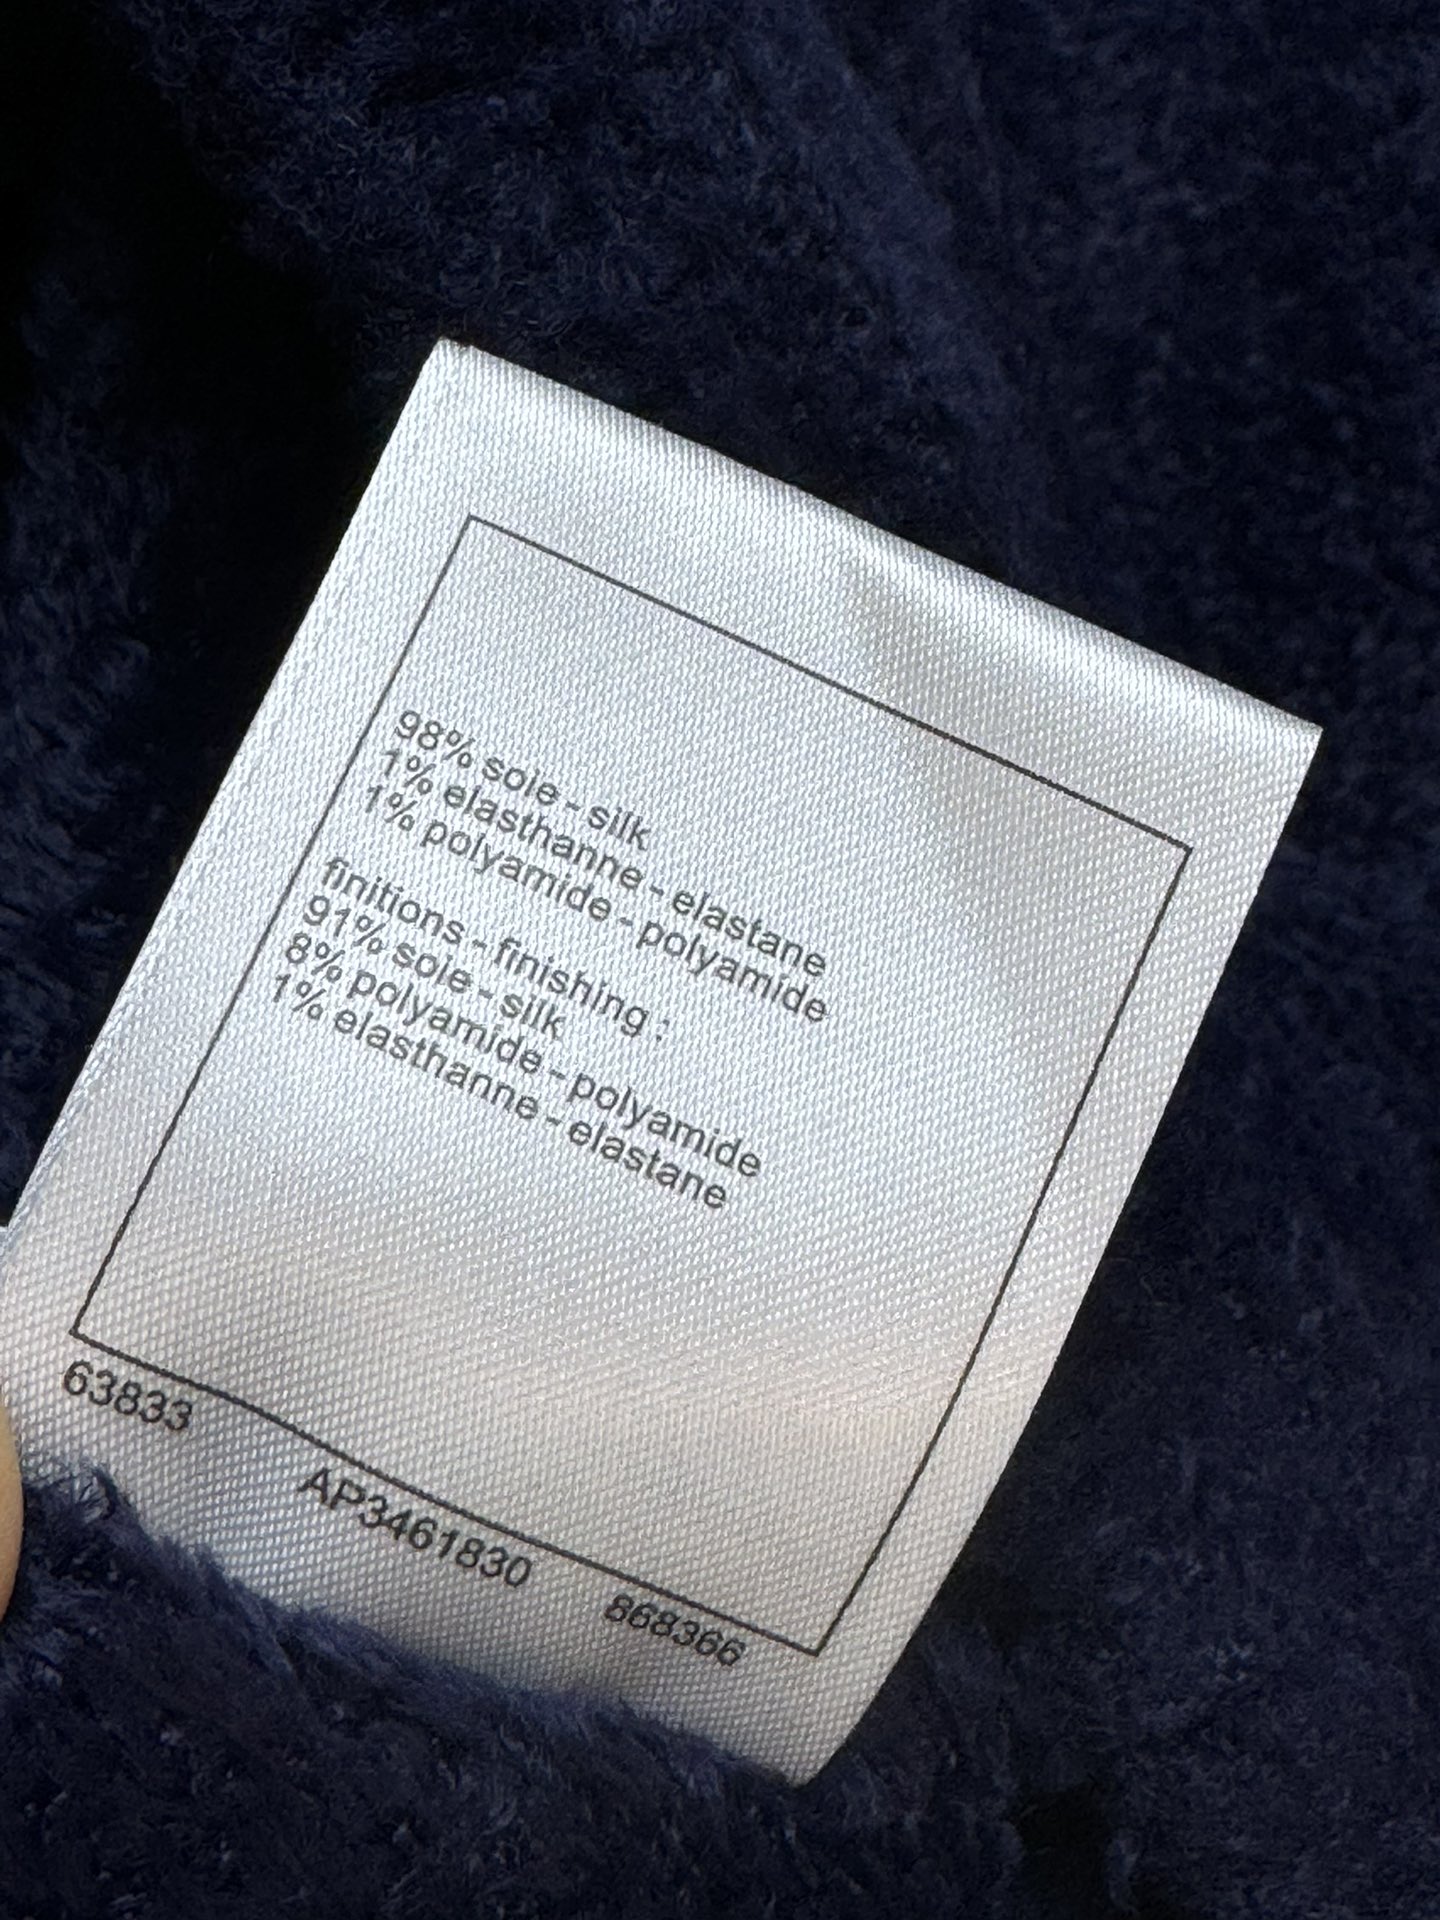 98% soie - silk
1% elasthanne - elastane
1% polyamide - polyamide
finitions - finishing :
91% soie - silk
8% polyamide - polyamide
1% elasthanne - elastane
63833
AP3461830
868366